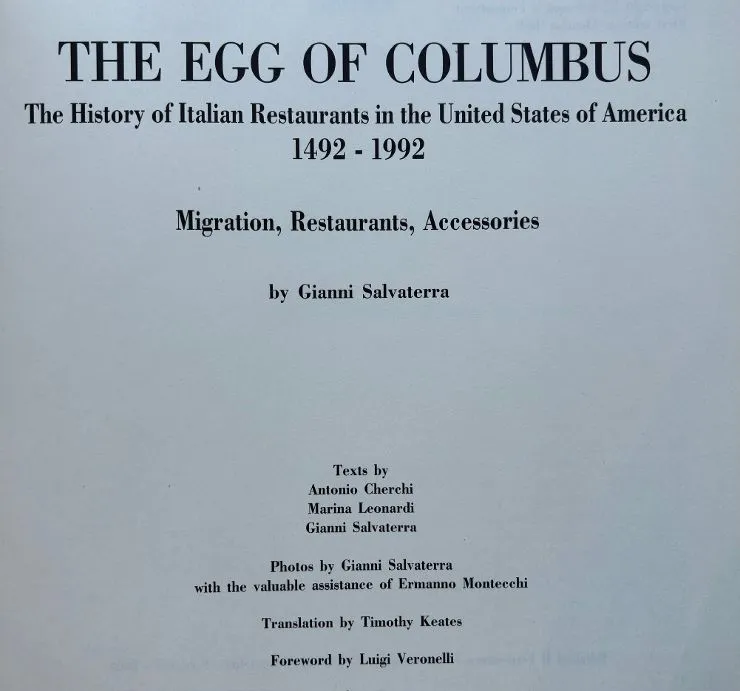 THE EGG OF COLUMBUS
The History of Italian Restaurants in the United States of America
1492 - 1992
Migration, Restaurants, Accessories
by Gianni Salvaterra
Texts by
Antonio Cherchi
Marina Leonardi
Gianni Salvaterra
Photos by Gianni Salvaterra
with the valuable assistance of Ermanno Montecchi
Translation by Timothy Keates
Foreword by Luigi Veronelli